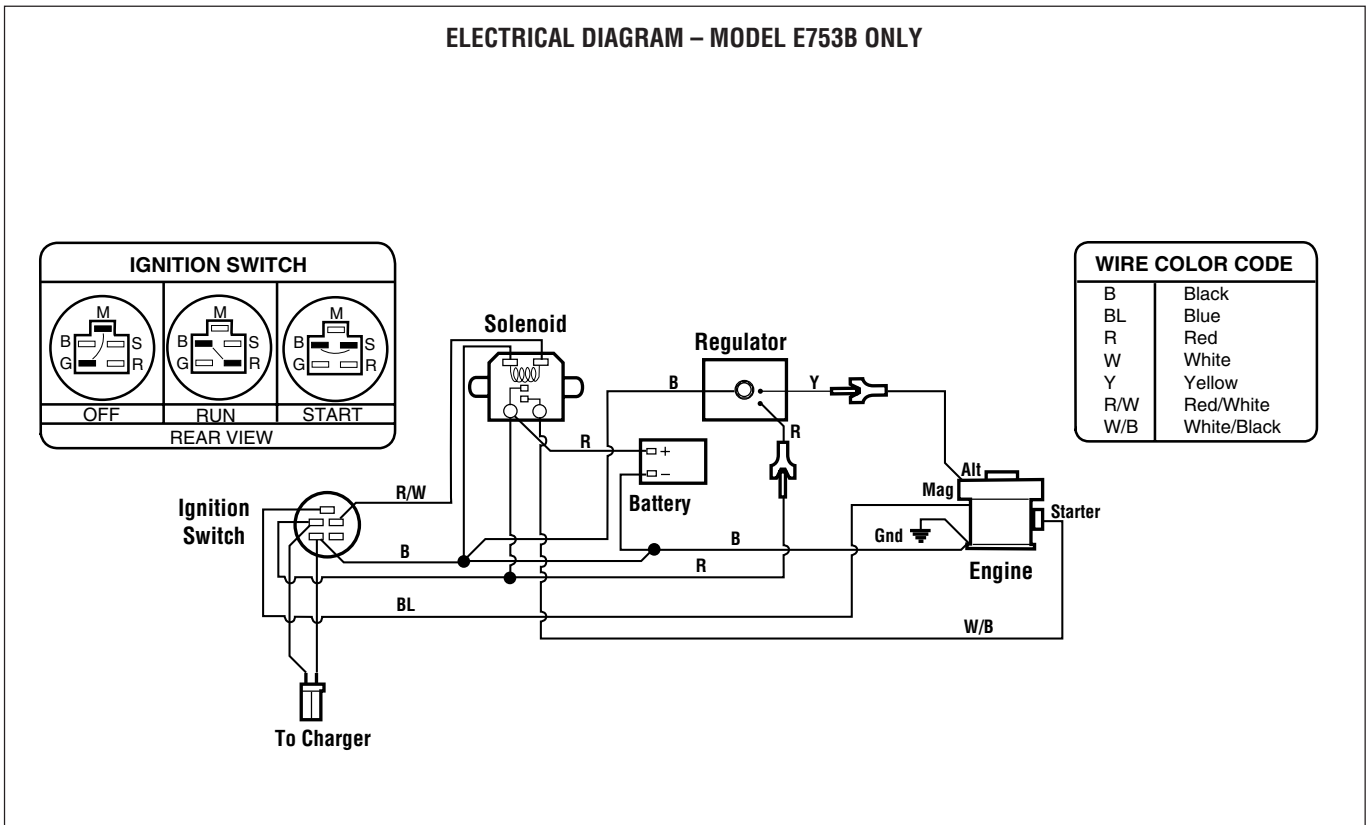 ELECTRICAL DIAGRAM – MODEL E753B ONLY
IGNITION SWITCH
M
B
S
G
R
M
B
S
G
R
M
B
S
G
R
OFF
RUN
START
REAR VIEW
WIRE COLOR CODE
B Black
BL Blue
R Red
W White
Y Yellow
R/W Red/White
W/B White/Black
Solenoid
Regulator
B
Y
R
R
+
–
Battery
Alt
Mag
Starter
Gnd
Engine
R/W
Ignition
Switch
B
B
R
BL
W/B
To Charger